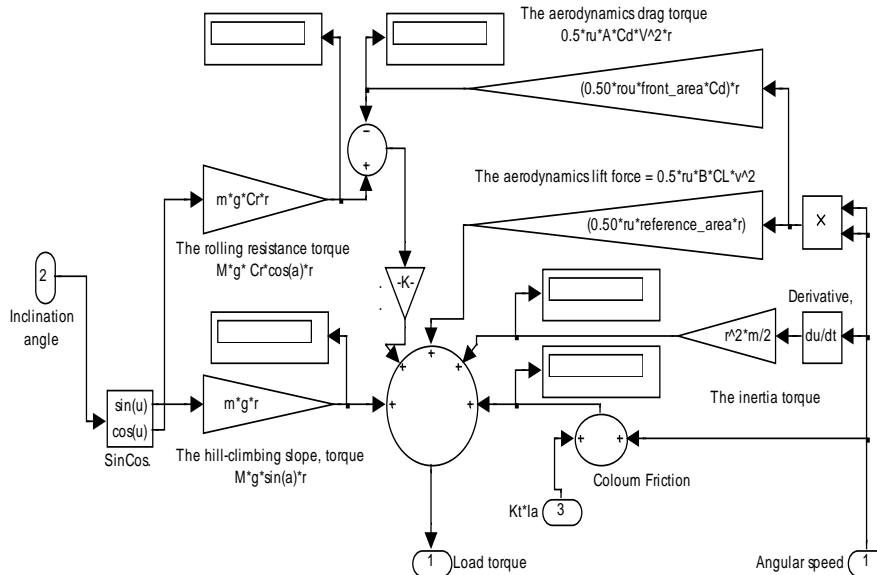 The aerodynamics drag torque
0.5*ru*A*Cd*V^2*r
(0.50*rou*front_area*Cd)*r
−
+
m*g*Cr*r
The aerodynamics lift force = 0.5*ru*B*CL*v^2
(0.50*ru*reference_area*r)
X
The rolling resistance torque
M*g* Cr*cos(a)*r
2
Inclination
angle
-K-
Derivative,
r^2*m/2
du/dt
+
+
+
The inertia torque
sin(u)
cos(u)
SinCos.
m*g*r
+
+
+
+
The hill-climbing slope, torque
M*g*sin(a)*r
Coloum Friction
Kt*Ia
3
1
Load torque
Angular speed
1